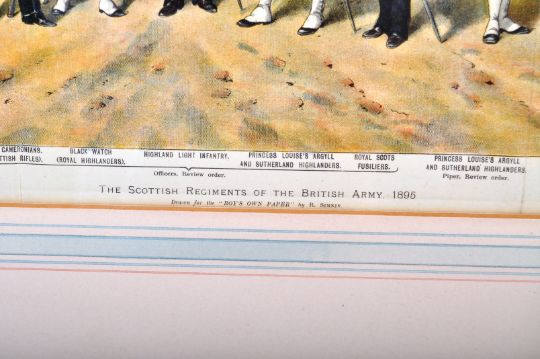 CAMERONIANS. BLACK WATCH HIGHLAND LIGHT INFANTRY. PRINCESS LOUISE'S ARGYLL ROYAL SCOTS PRINCESS LOUISE'S ARGYLL
TTISH RIFLES). (ROYAL HIGHLANDERS). AND SUTHERLAND HIGHLANDERS. FUSILIERS. AND SUTHERLAND HIGHLANDERS.
Officers. Review order. Piper. Review order.
THE SCOTTISH REGIMENTS OF THE BRITISH ARMY. 1895
Drawn for the "BOY'S OWN PAPER" by R. SIMKIN